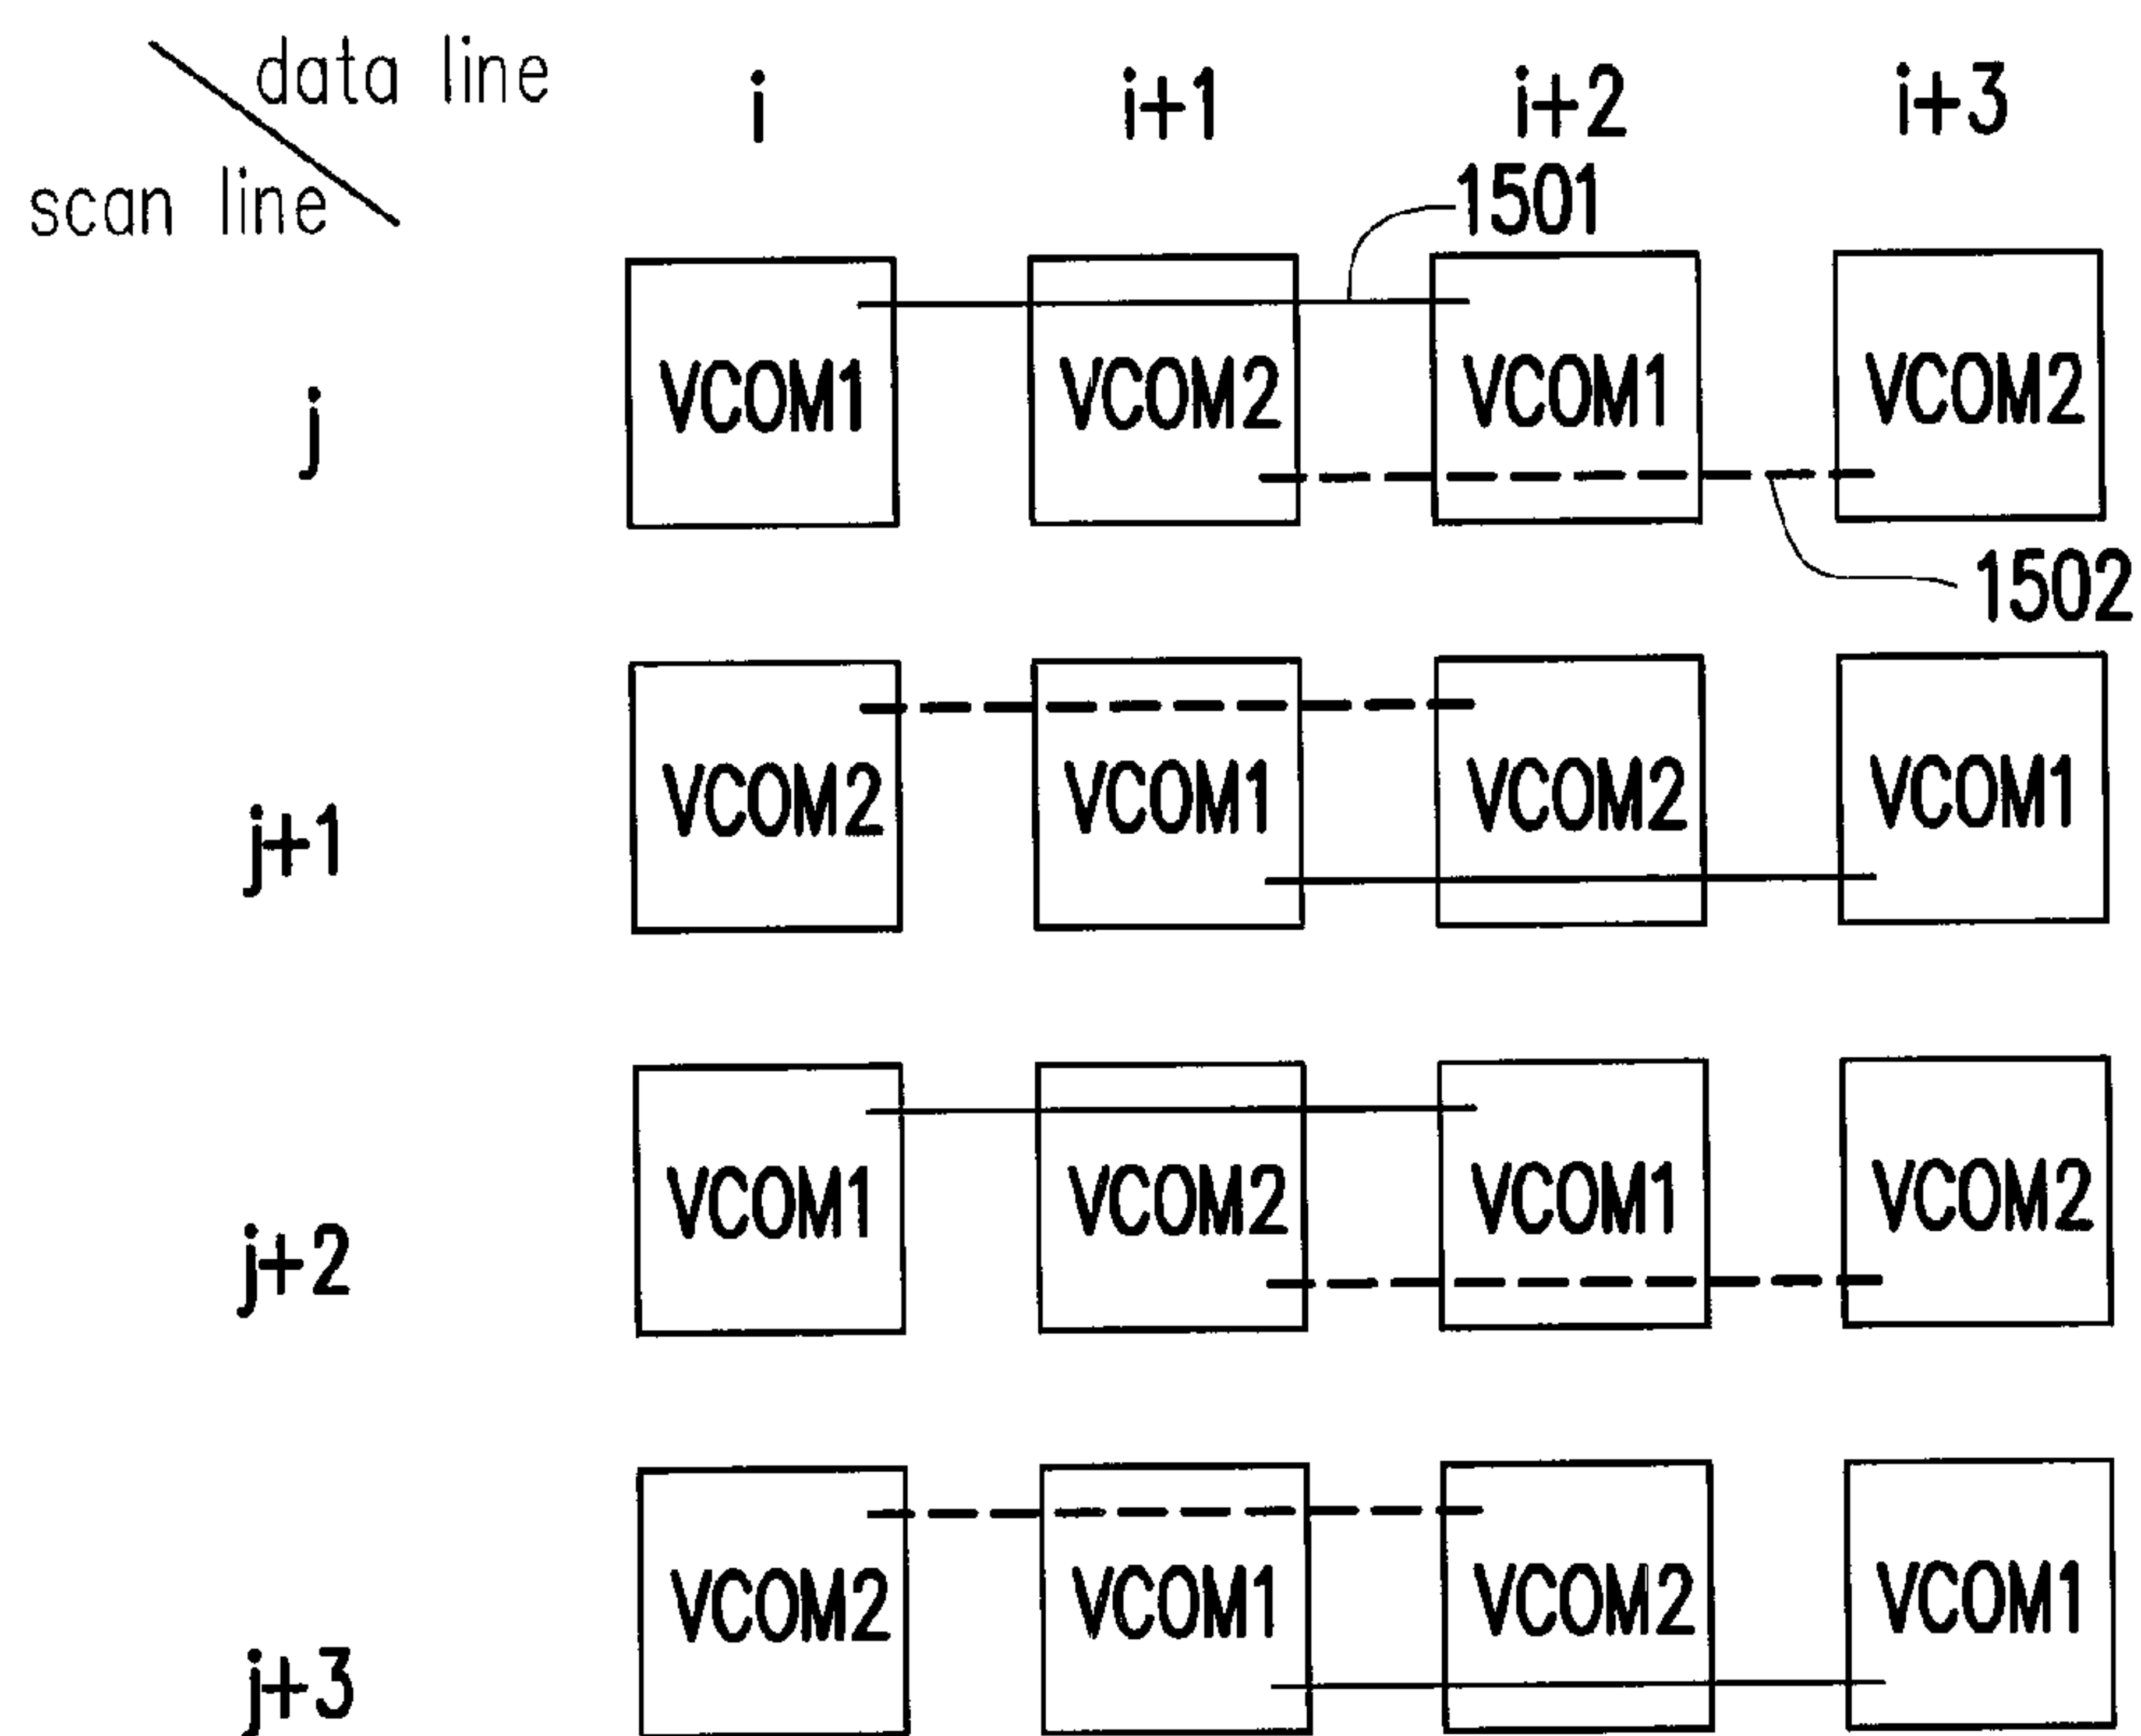 data line
scan line
i i+1 i+2 i+3
1501
j VCOM1 VCOM2 VCOM1 VCOM2
1502
j+1 VCOM2 VCOM1 VCOM2 VCOM1
j+2 VCOM1 VCOM2 VCOM1 VCOM2
j+3 VCOM2 VCOM1 VCOM2 VCOM1